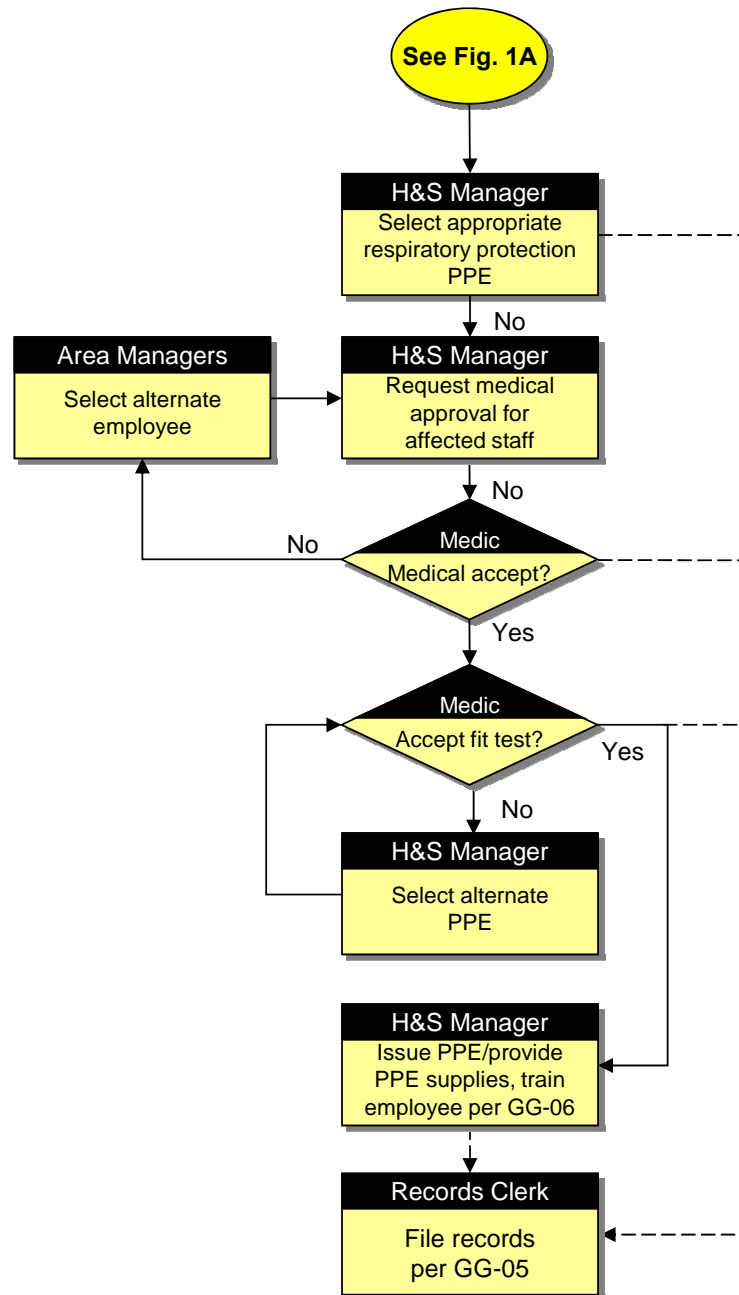 See Fig. 1A
H&S Manager
Select appropriate
respiratory protection
PPE
No
Area Managers
Select alternate
employee
H&S Manager
Request medical
approval for
affected staff
No
No
Medic
Medical accept?
Yes
Medic
Accept fit test?
Yes
No
H&S Manager
Select alternate
PPE
H&S Manager
Issue PPE/provide
PPE supplies, train
employee per GG-06
Records Clerk
File records
per GG-05